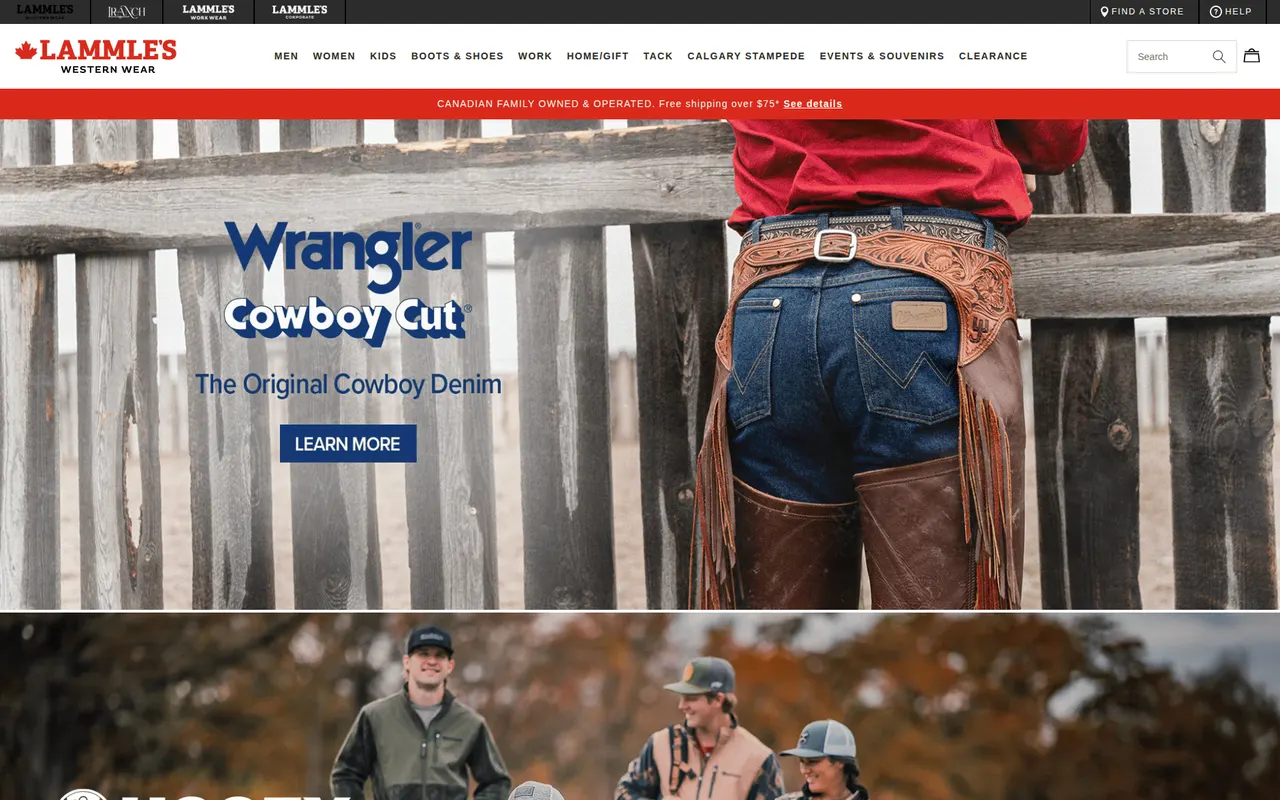 LAMMLE'S
WESTERN WEAR
RANCH
LAMMLE'S
WORK WEAR
LAMMLE'S
CORPORATE
FIND A STORE
HELP
LAMMLE'S
WESTERN WEAR
MEN WOMEN KIDS BOOTS & SHOES WORK HOME/GIFT TACK CALGARY STAMPEDE EVENTS & SOUVENIRS CLEARANCE
Search
CANADIAN FAMILY OWNED & OPERATED. Free shipping over $75* See details
Wrangler
Cowboy Cut®
The Original Cowboy Denim
LEARN MORE